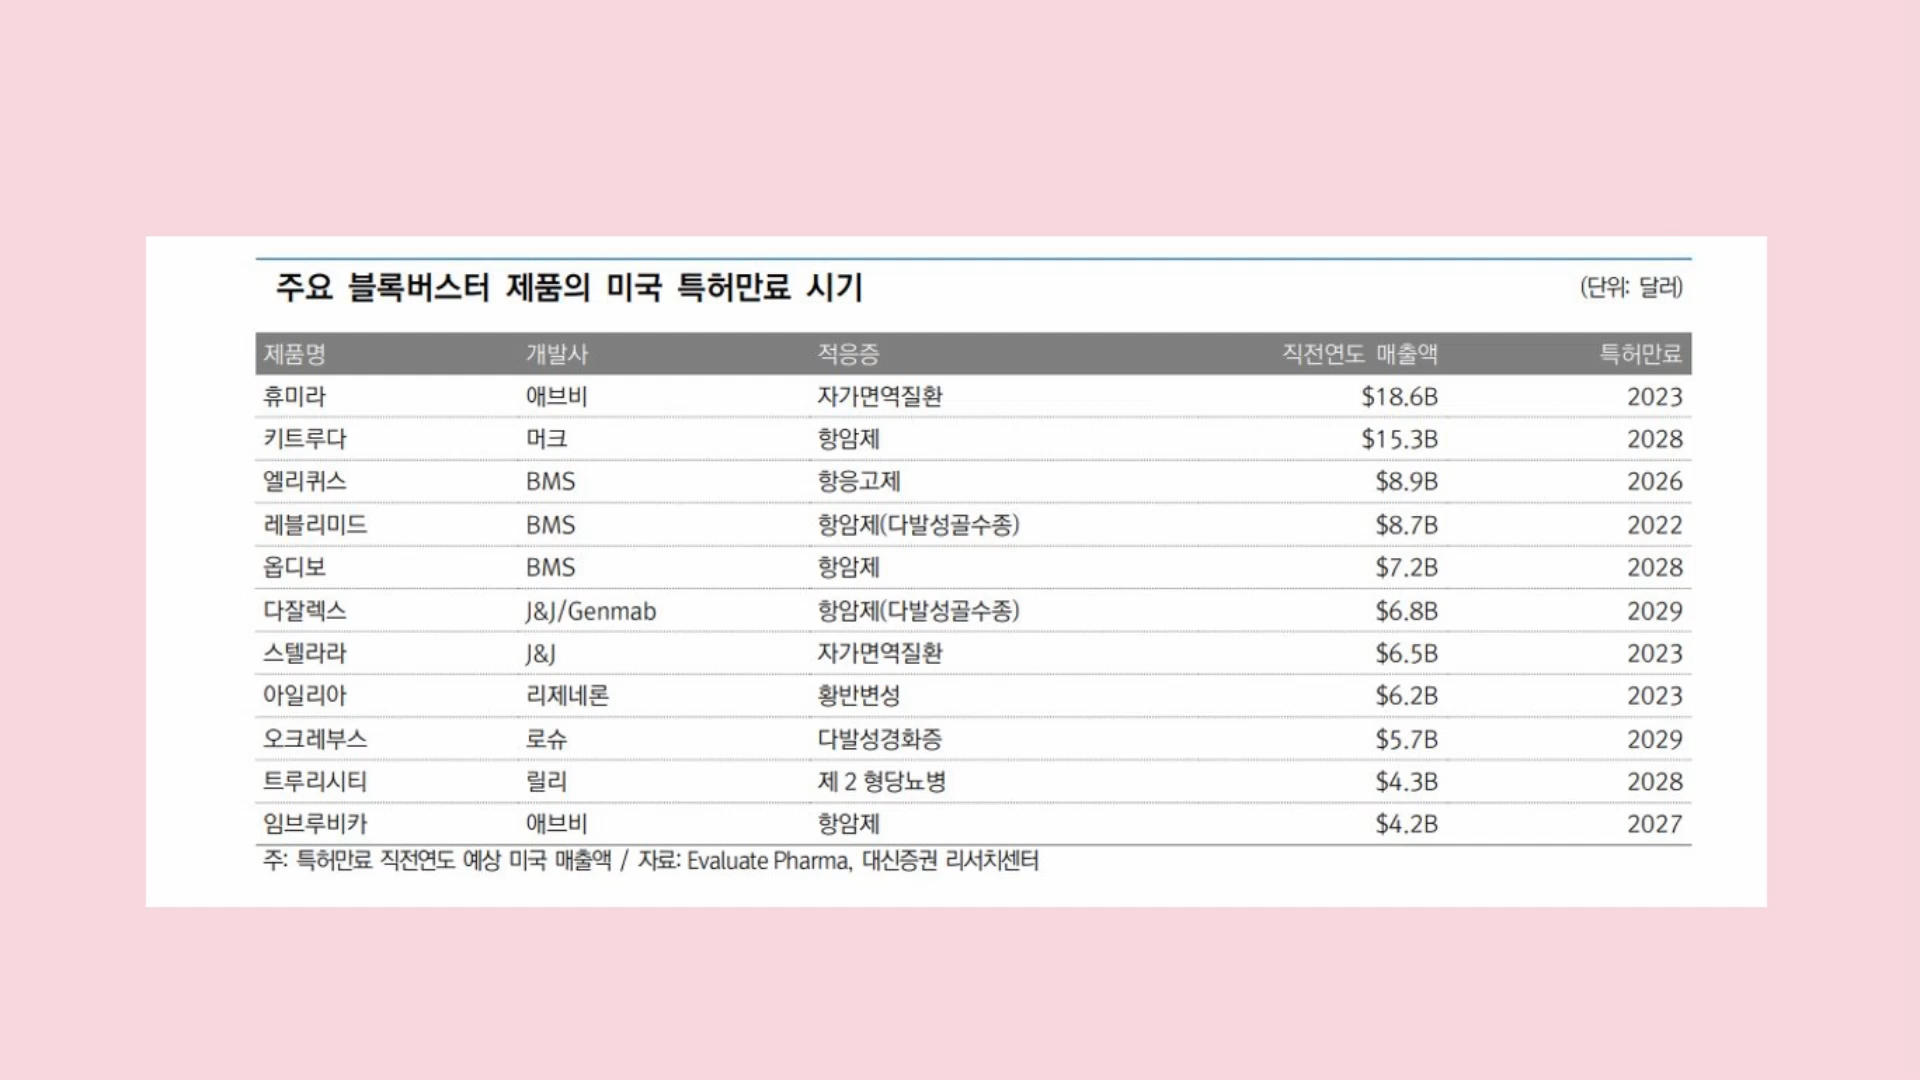 주요 블록버스터 제품의 미국 특허만료 시기 (단위: 달러)
제품명 개발사 적응증 직전연도 매출액 특허만료
휴미라 애브비 자가면역질환 $18.6B 2023
키트루다 머크 항암제 $15.3B 2028
엘리퀴스 BMS 항응고제 $8.9B 2026
레블리미드 BMS 항암제(다발성골수종) $8.7B 2022
옵디보 BMS 항암제 $7.2B 2028
다잘렉스 J&J/Genmab 항암제(다발성골수종) $6.8B 2029
스텔라라 J&J 자가면역질환 $6.5B 2023
아일리아 리제네론 황반변성 $6.2B 2023
오크레부스 로슈 다발성경화증 $5.7B 2029
트루리시티 릴리 제 2 형당뇨병 $4.3B 2028
임브루비카 애브비 항암제 $4.2B 2027
주: 특허만료 직전연도 예상 미국 매출액 / 자료: Evaluate Pharma, 대신증권 리서치센터